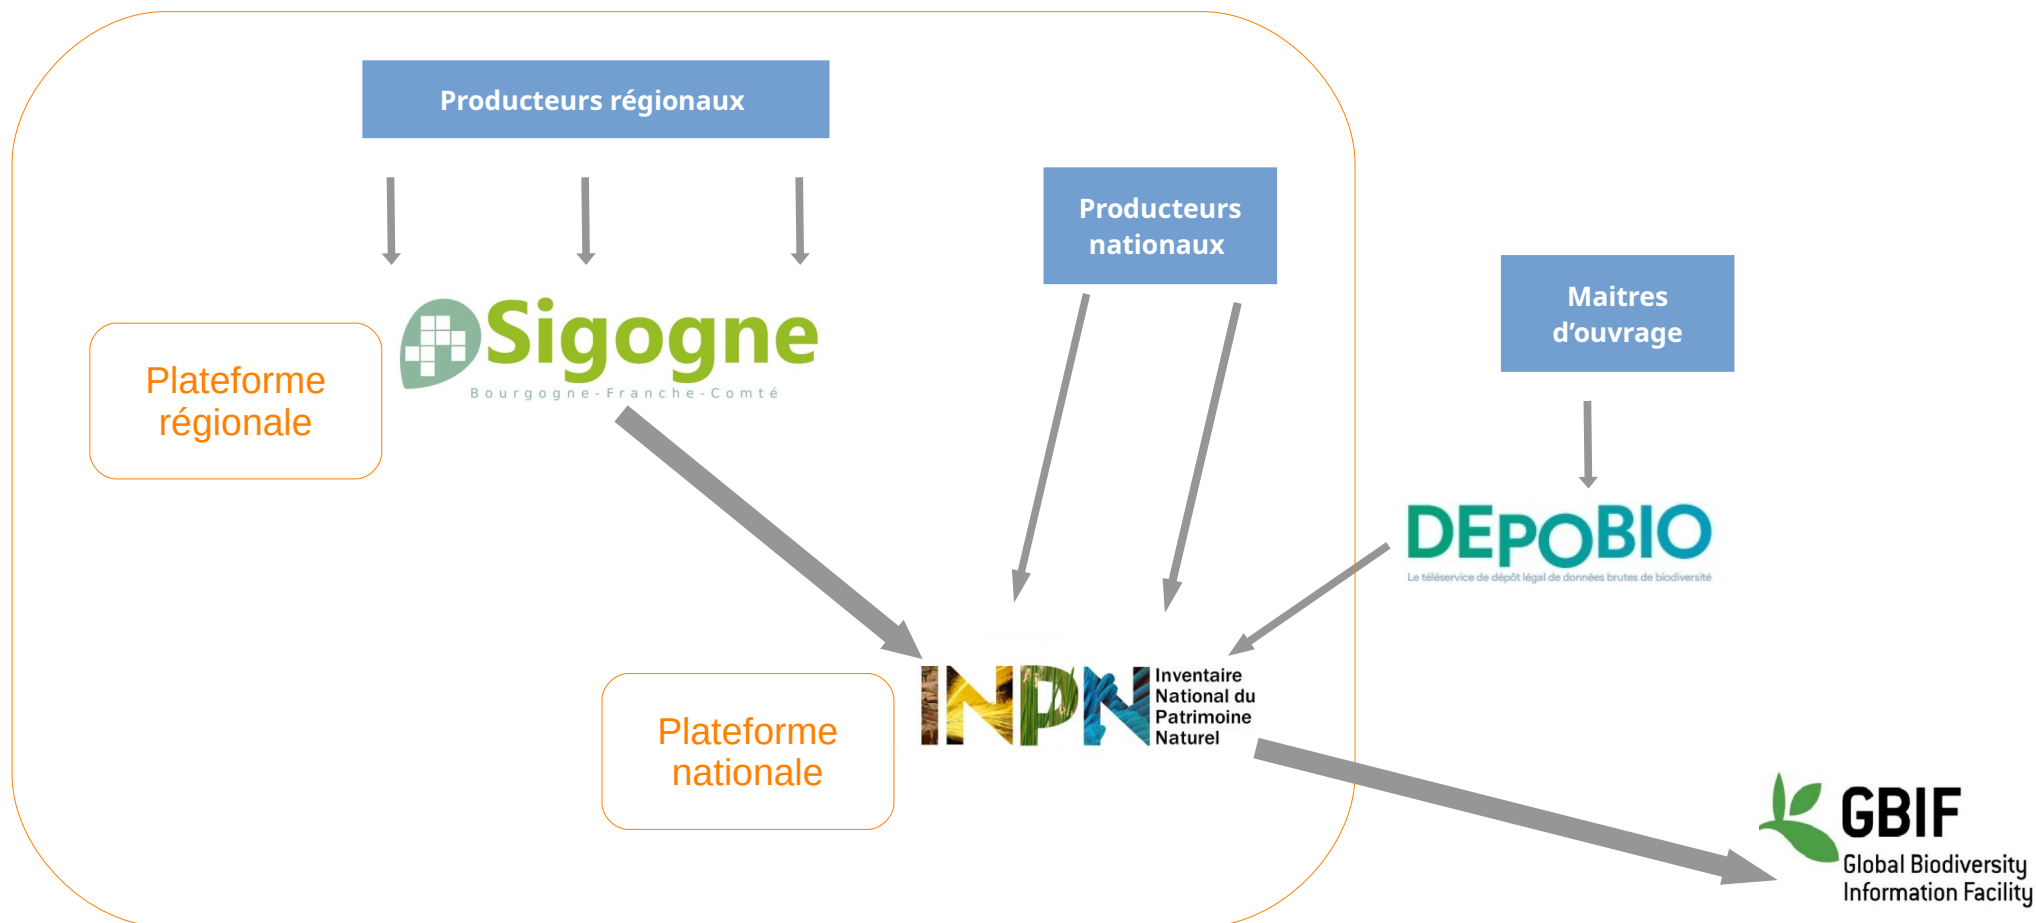 Producteurs régionaux
Producteurs
nationaux
Maitres
d’ouvrage
Sigogne
Bourgogne-Franche-Comté
Plateforme
régionale
DEPOBIO
Le téléservice de dépôt légal de données brutes de biodiversité
INPN
Inventaire
National du
Patrimoine
Naturel
Plateforme
nationale
GBIF
Global Biodiversity
Information Facility